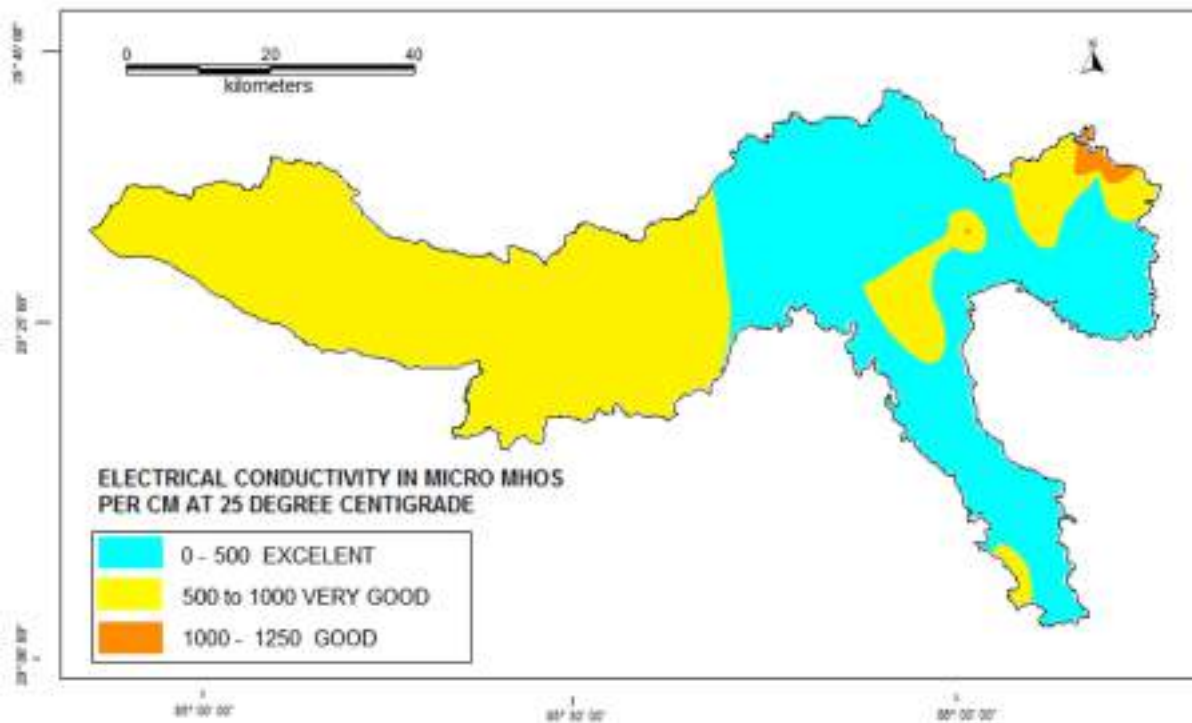 0 20 40
kilometers
N
ELECTRICAL CONDUCTIVITY IN MICRO MHOS
PER CM AT 25 DEGREE CENTIGRADE
0 - 500 EXCELENT
500 to 1000 VERY GOOD
1000 - 1250 GOOD